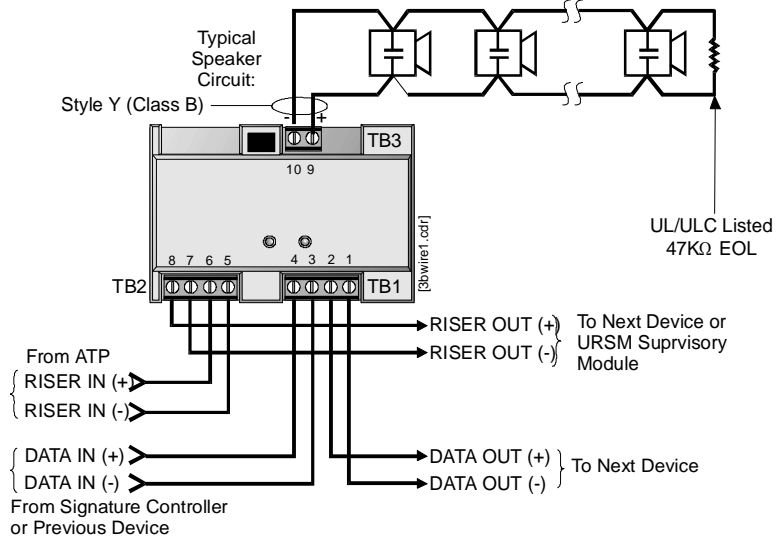 Typical
Speaker
Circuit:
Style Y (Class B)
- +
TB3
10 9
[3bwire1.cdr]
UL/ULC Listed
47KΩ EOL
8 7 6 5 4 3 2 1
TB2
TB1
RISER OUT (+)
RISER OUT (-)
To Next Device or
URSM Suprvisory
Module
From ATP
RISER IN (+)
RISER IN (-)
DATA IN (+)
DATA IN (-)
From Signature Controller
or Previous Device
DATA OUT (+)
DATA OUT (-)
To Next Device